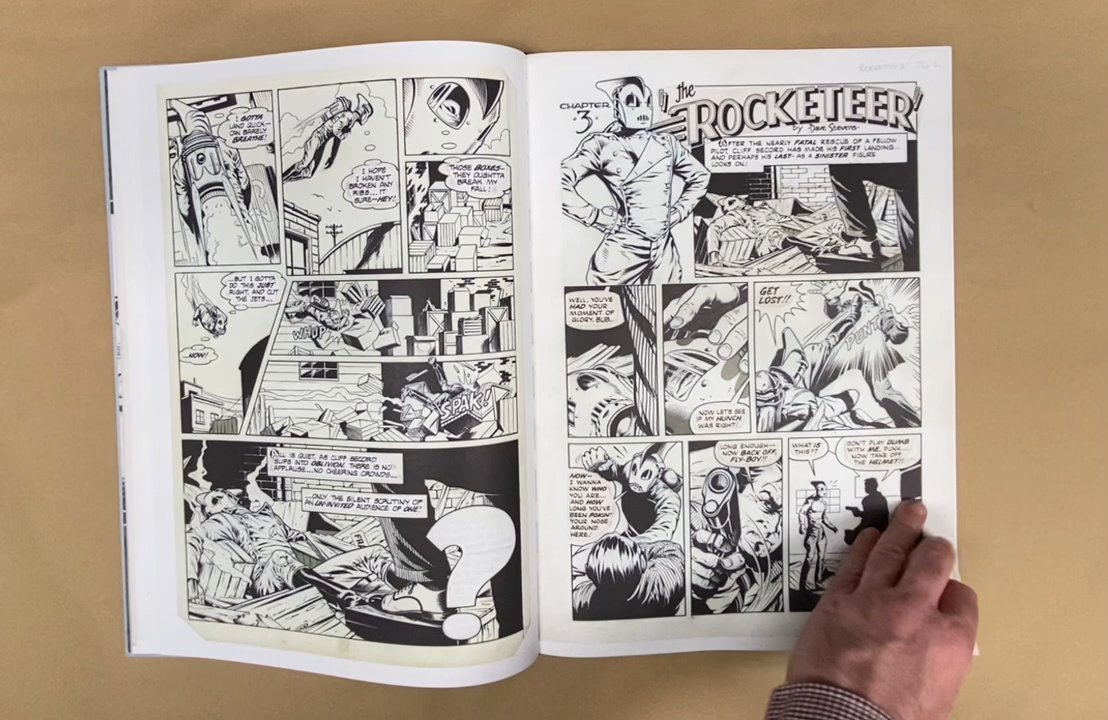 I GOTTA
LAND QUICK--
CAN BARELY
BREATHE!
I HOPE
I HAVEN'T
BROKEN ANY
RIBS...IT
SURE--HEY!
THOSE BOXES--
THEY OUGHTTA
BREAK MY
FALL!
...BUT I GOTTA
DO THIS JUST
RIGHT, AND CUT
THE JETS...
...NOW!
WHOP
SPAK!
ALL IS QUIET, AS CLIFF SECORD
SLIPS INTO OBLIVION. THERE IS NO
APPLAUSE...NO CHEERING CROWDS...
...ONLY THE SILENT SCRUTINY OF
AN UN-INVITED AUDIENCE OF ONE!
?
CHAPTER
3
the
ROCKETEER!
by Dave Stevens
AFTER THE NEARLY FATAL RESCUE OF A FELLOW
PILOT, CLIFF SECORD HAS MADE HIS FIRST LANDING...
AND PERHAPS HIS LAST--AS A SINISTER FIGURE
LOOKS ON!
WELL, YOU'VE
HAD YOUR
MOMENT OF
GLORY, BUB...
NOW LET'S SEE
IF MY HUNCH
WAS RIGHT!
GET
LOST!!
PUNT
NOW--
I WANNA
KNOW WHO
YOU ARE...
AND HOW
LONG YOU'VE
BEEN POKIN'
YOUR NOSE
AROUND
HERE!
LONG ENOUGH--
NOW BACK OFF,
FLY-BOY!!
WHAT IS
THIS??
DON'T PLAY DUMB
WITH ME, PUNK--
NOW TAKE OFF
THE HELMET!!